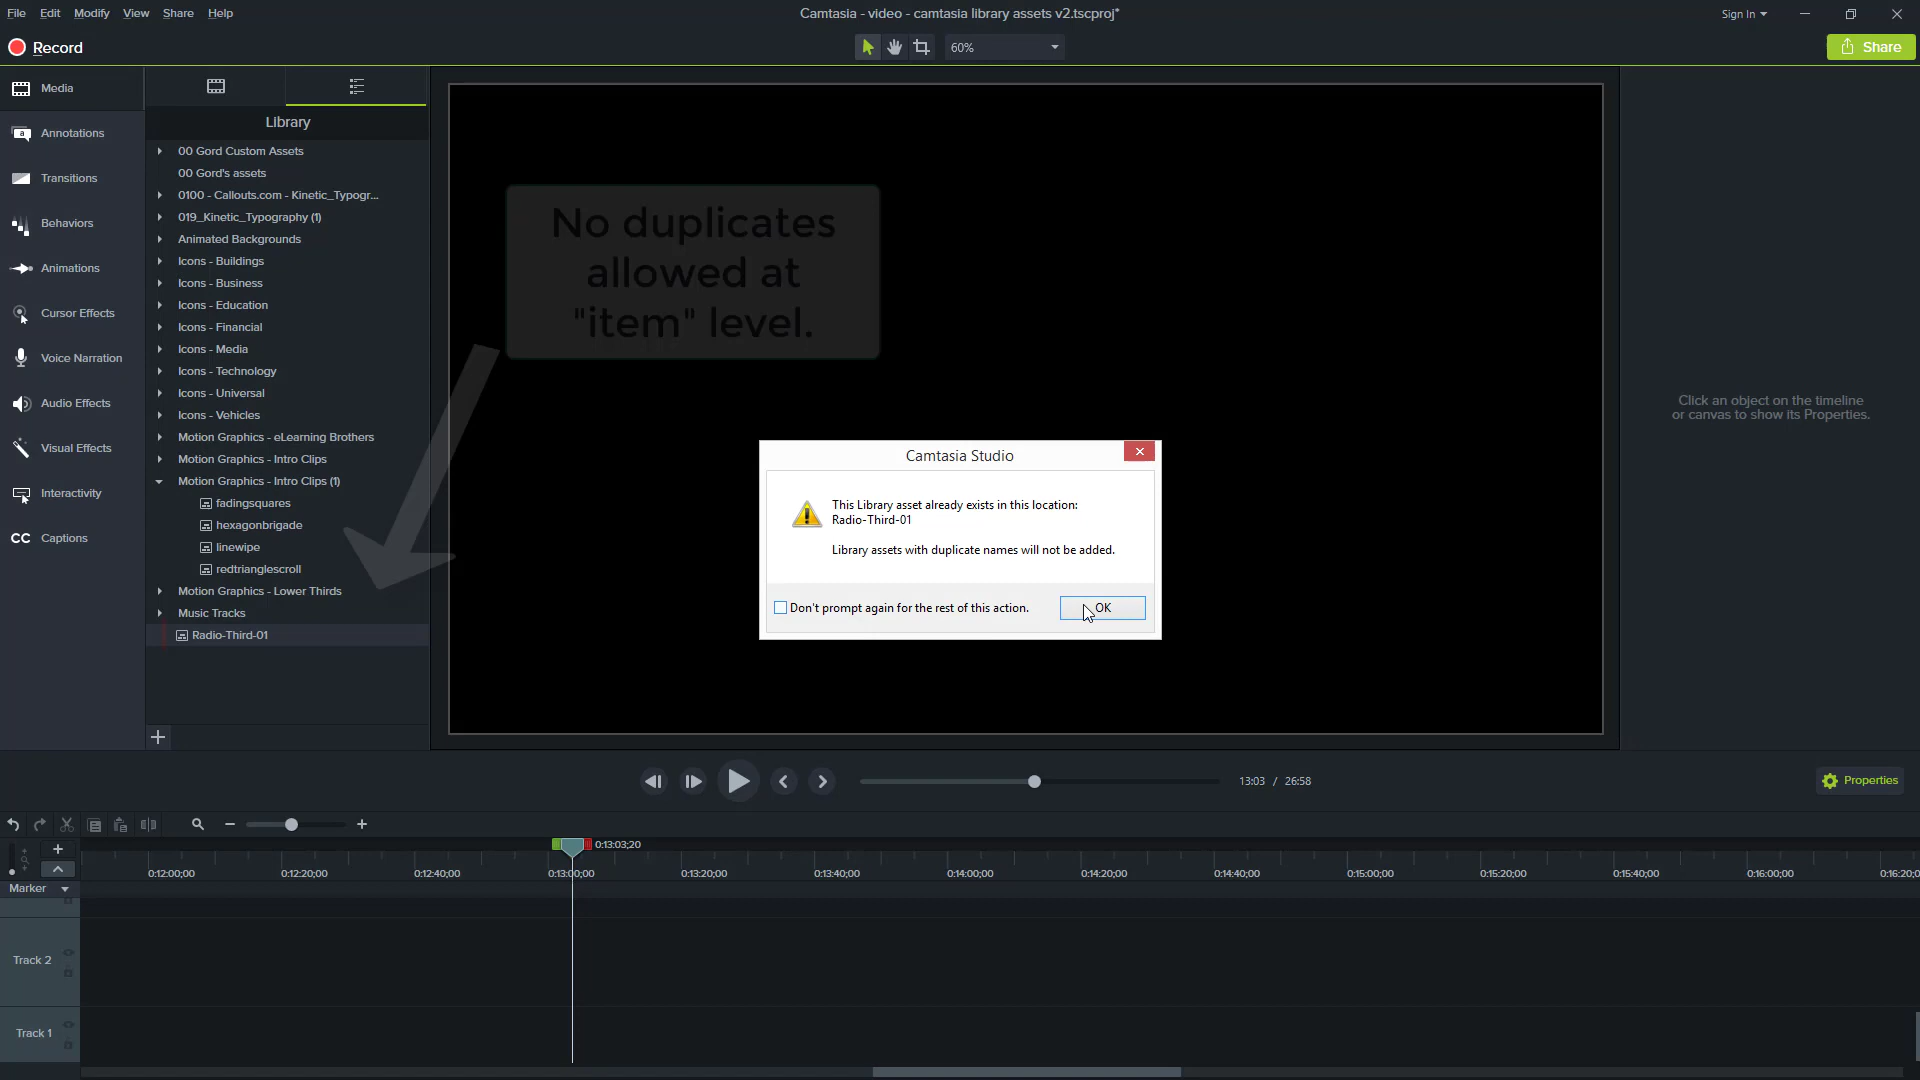 File Edit Modify View Share Help
Camtasia - video - camtasia library assets v2.tscproj*
Sign In
Record
60%
Share
Media
Annotations
Transitions
Behaviors
Animations
Cursor Effects
Voice Narration
Audio Effects
Visual Effects
Interactivity
CC Captions
Library
00 Gord Custom Assets
00 Gord's assets
0100 - Callouts.com - Kinetic_Typogr...
019_Kinetic_Typography (1)
Animated Backgrounds
Icons - Buildings
Icons - Business
Icons - Education
Icons - Financial
Icons - Media
Icons - Technology
Icons - Universal
Icons - Vehicles
Motion Graphics - eLearning Brothers
Motion Graphics - Intro Clips
Motion Graphics - Intro Clips (1)
fadingsquares
hexagonbrigade
linewipe
redtrianglescroll
Motion Graphics - Lower Thirds
Music Tracks
Radio-Third-01
No duplicates
allowed at
"item" level.
Camtasia Studio
This Library asset already exists in this location:
Radio-Third-01
Library assets with duplicate names will not be added.
Don't prompt again for the rest of this action.
OK
Click an object on the timeline
or canvas to show its Properties.
13:03 / 26:58
Properties
0:13:03;20
0:12:00;00 0:12:20;00 0:12:40;00 0:13:00;00 0:13:20;00 0:13:40;00 0:14:00;00 0:14:20;00 0:14:40;00 0:15:00;00 0:15:20;00 0:15:40;00 0:16:00;00 0:16:20;0
Marker
Track 2
Track 1